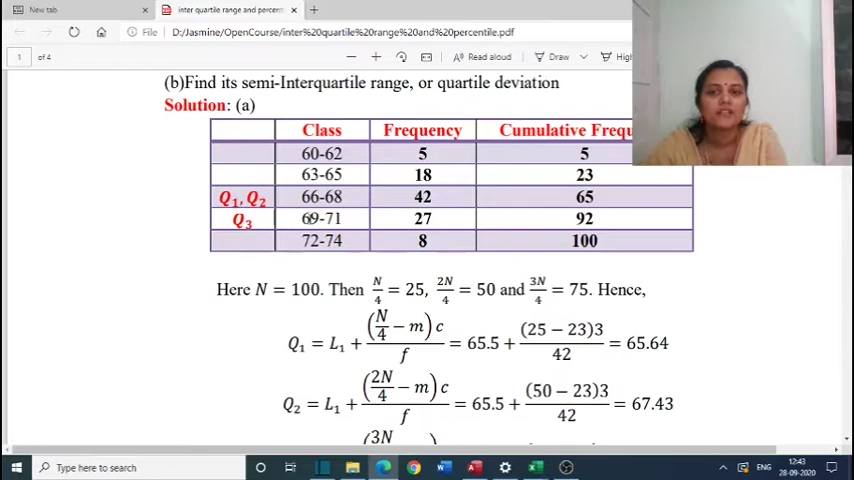 New tab
inter quartile range and percent
File D:/Jasmine/OpenCourse/inter%20quartile%20range%20and%20percentile.pdf
1 of 4
Read aloud Draw High
(b)Find its semi-Interquartile range, or quartile deviation
Solution: (a)
Class Frequency Cumulative Frequ
60-62 5 5
63-65 18 23
Q₁, Q₂ 66-68 42 65
Q₃ 69-71 27 92
72-74 8 100
Here N = 100. Then N/4 = 25, 2N/4 = 50 and 3N/4 = 75. Hence,
Q₁ = L₁ + (N/4 − m) c / f = 65.5 + (25 − 23)3 / 42 = 65.64
Q₂ = L₁ + (2N/4 − m) c / f = 65.5 + (50 − 23)3 / 42 = 67.43
(3N
Type here to search
ENG
12:43
28-09-2020